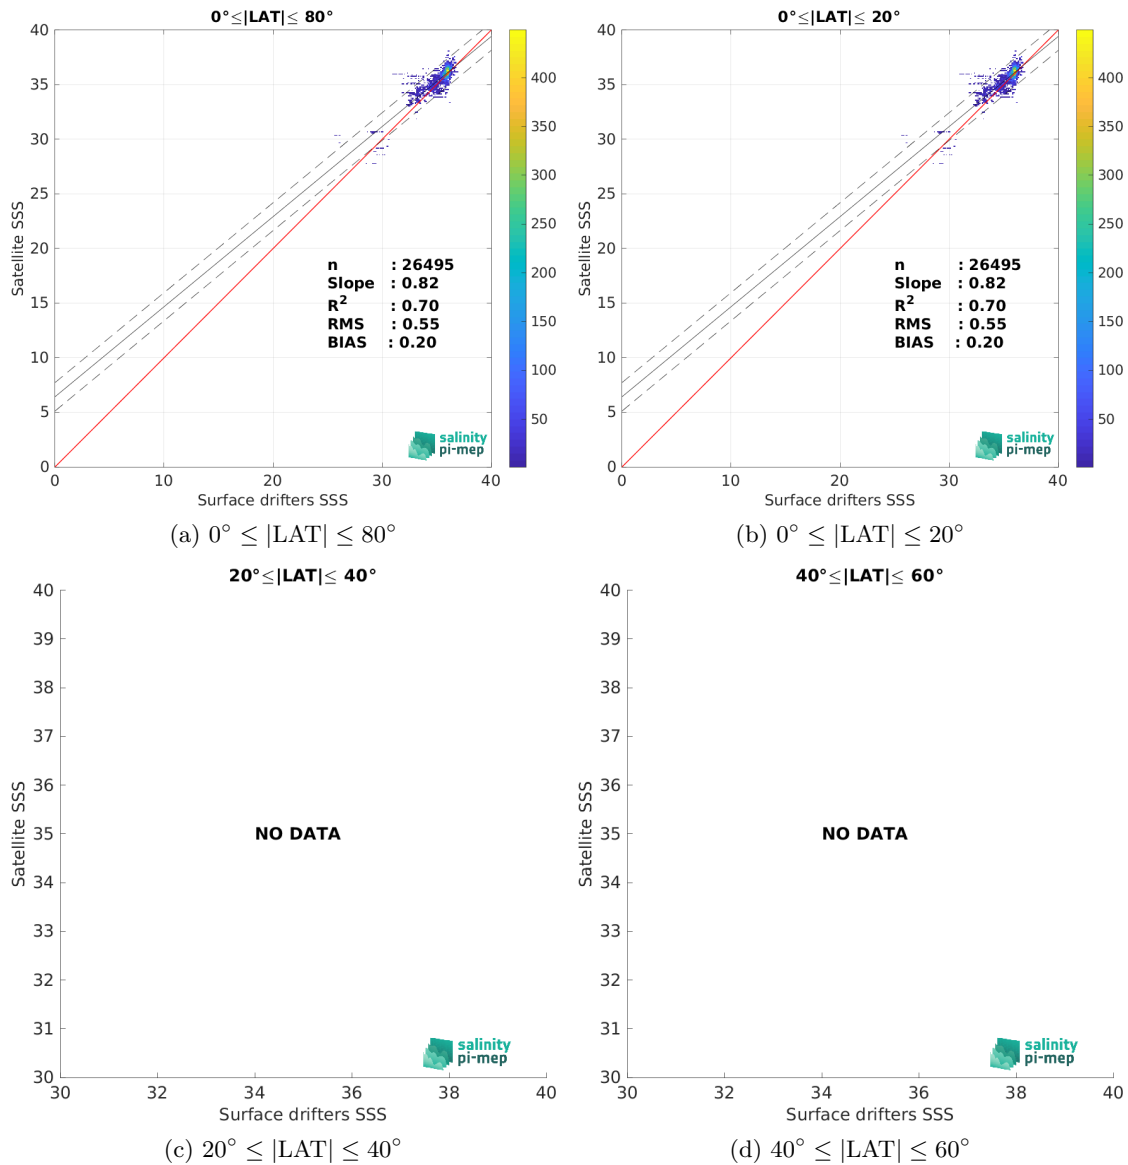 0°≤|LAT|≤ 80°
40
35
30
25
20
15
10
5
0
Satellite SSS
0
10
20
30
40
Surface drifters SSS
400
350
300
250
200
150
100
50
n : 26495
Slope : 0.82
R² : 0.70
RMS : 0.55
BIAS : 0.20
salinity
pi-mep
(a) 0° ≤ |LAT| ≤ 80°
0°≤|LAT|≤ 20°
40
35
30
25
20
15
10
5
0
Satellite SSS
0
10
20
30
40
Surface drifters SSS
400
350
300
250
200
150
100
50
n : 26495
Slope : 0.82
R² : 0.70
RMS : 0.55
BIAS : 0.20
salinity
pi-mep
(b) 0° ≤ |LAT| ≤ 20°
20°≤|LAT|≤ 40°
40
39
38
37
36
35
34
33
32
31
30
Satellite SSS
NO DATA
salinity
pi-mep
30
32
34
36
38
40
Surface drifters SSS
(c) 20° ≤ |LAT| ≤ 40°
40°≤|LAT|≤ 60°
40
39
38
37
36
35
34
33
32
31
30
Satellite SSS
NO DATA
salinity
pi-mep
30
32
34
36
38
40
Surface drifters SSS
(d) 40° ≤ |LAT| ≤ 60°